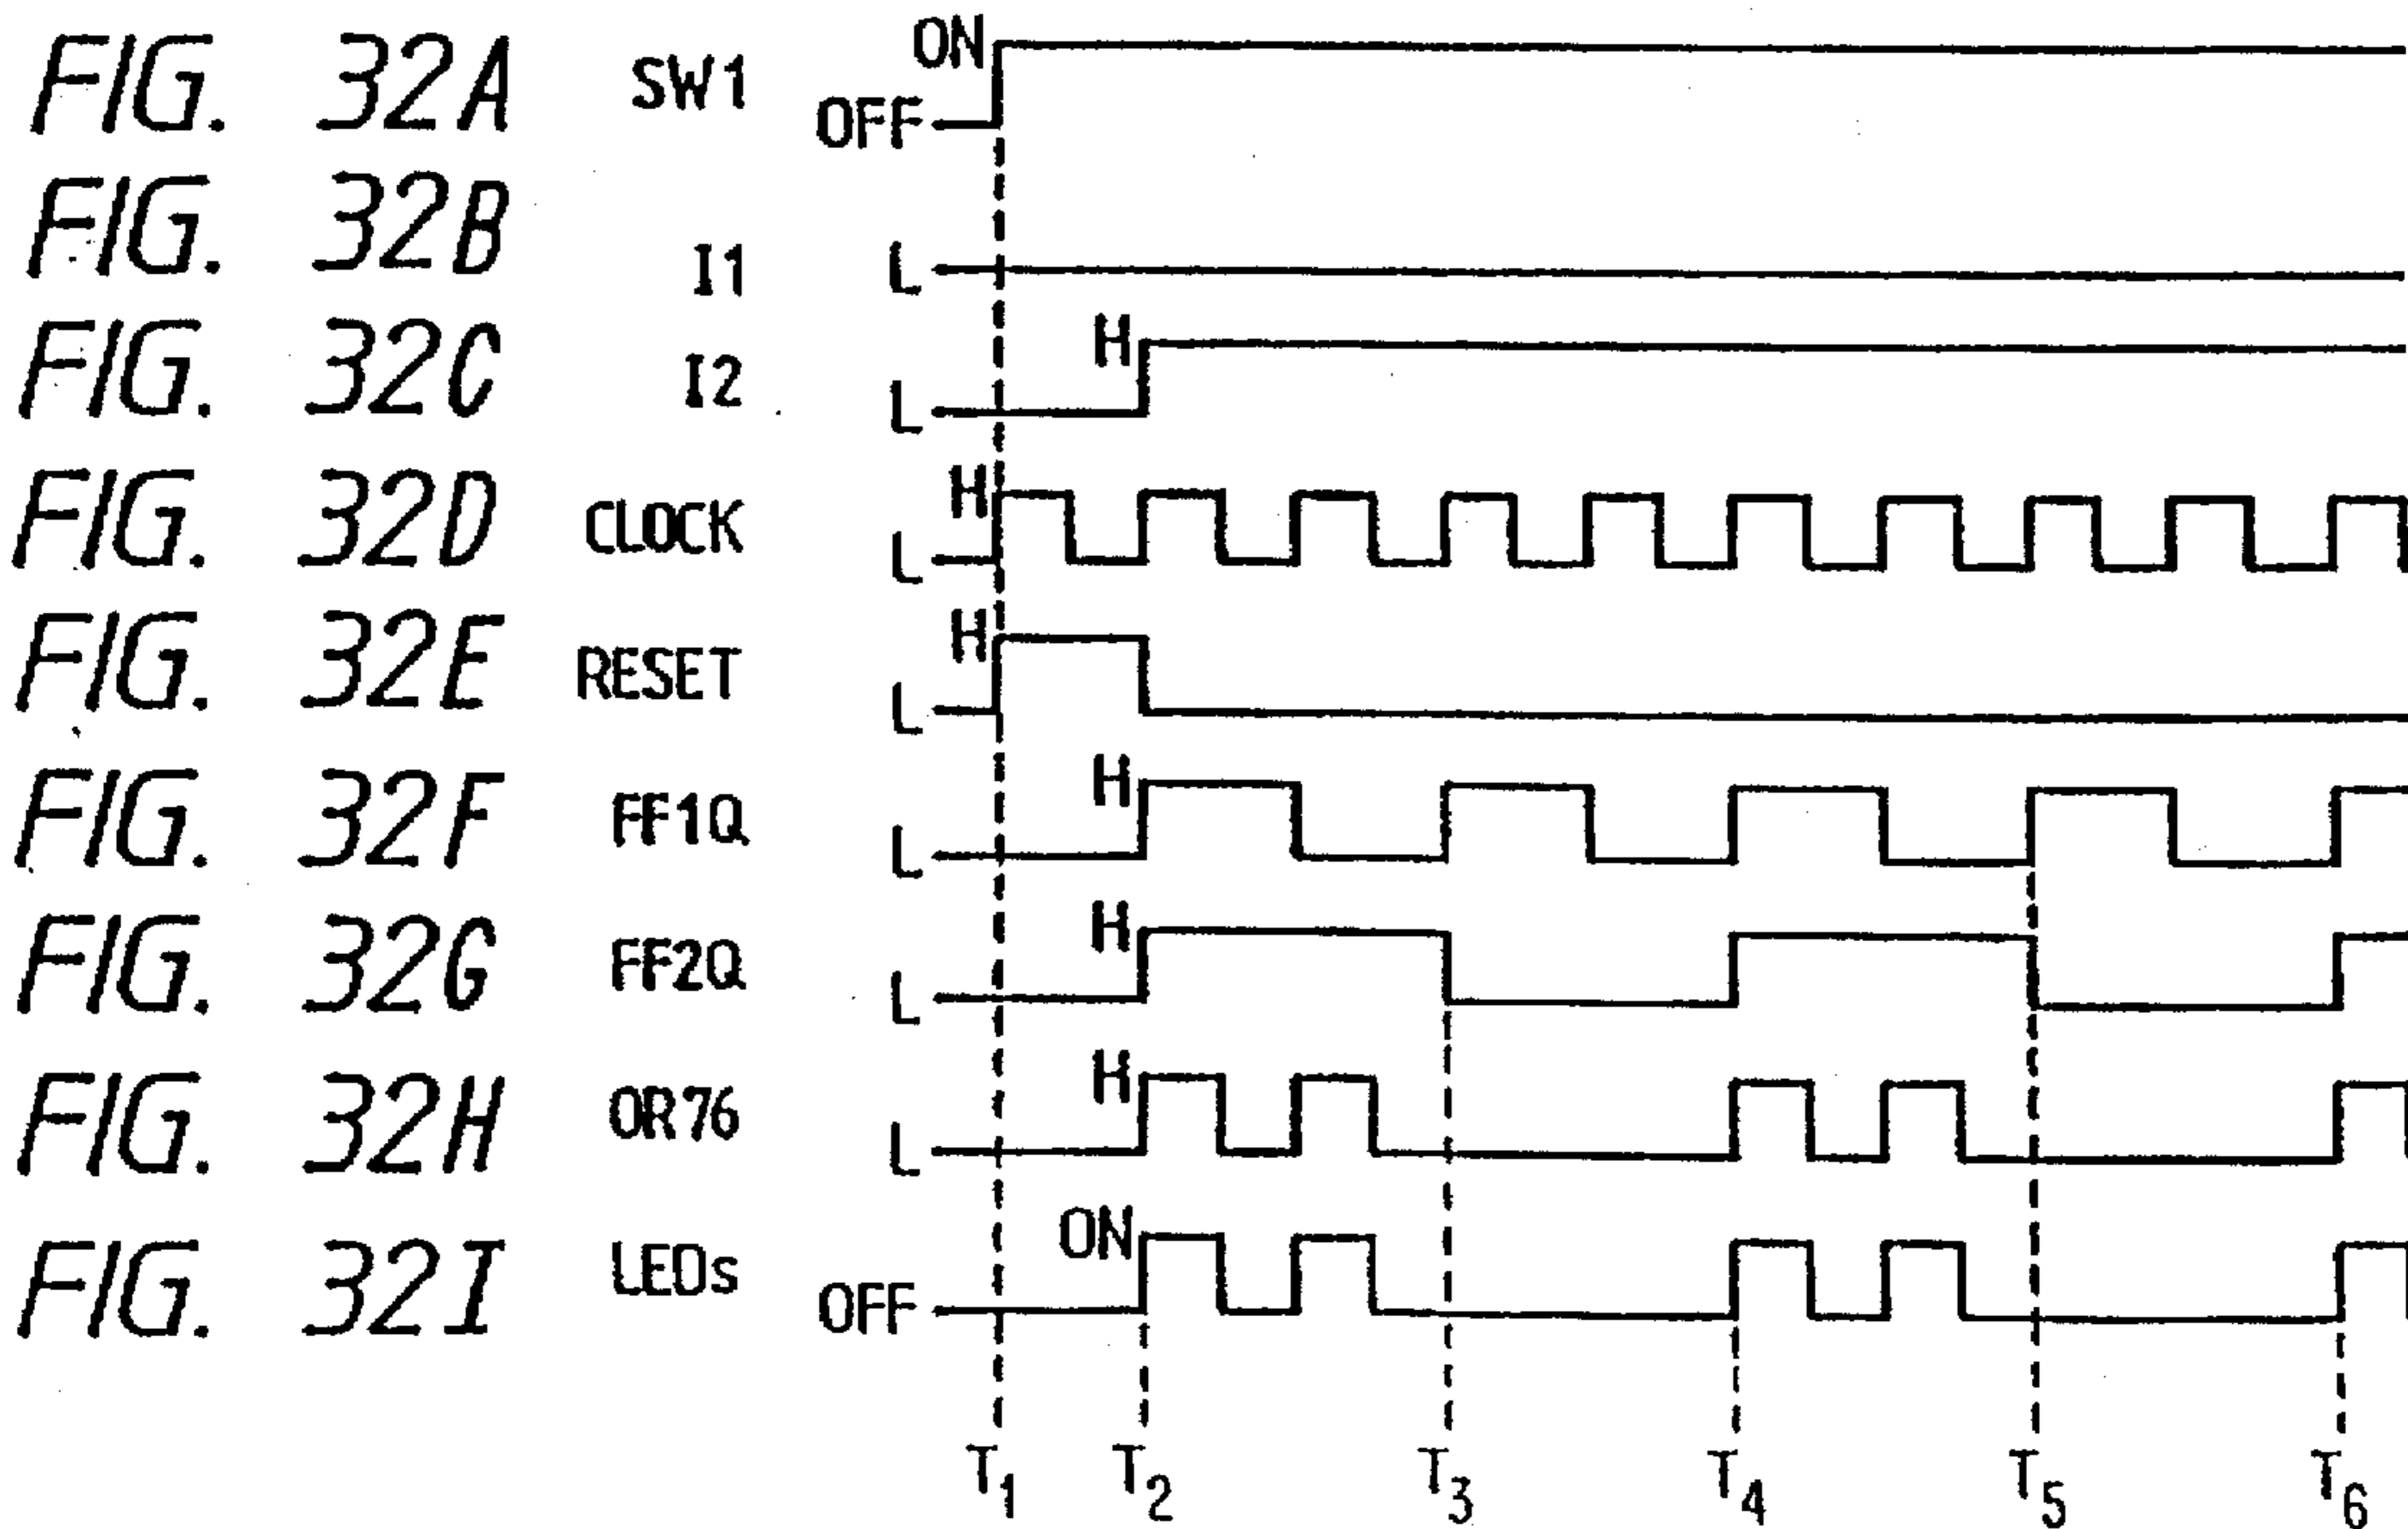 FIG. 32A SW1 ON OFF
FIG. 32B I1 L
FIG. 32C I2 H L
FIG. 32D CLOCK H L
FIG. 32E RESET H L
FIG. 32F FF1Q H L
FIG. 32G FF2Q H L
FIG. 32H OR76 H L
FIG. 32I LEDs ON OFF
T1 T2 T3 T4 T5 T6